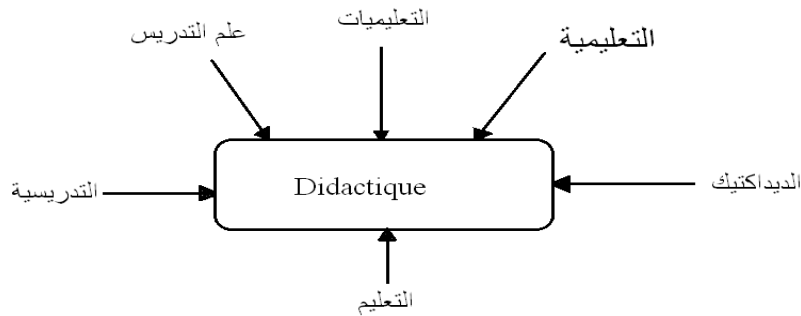 التعليميات
علم التدريس
التعليمية
Didactique
الديداكتيك
التدريسية
التعليم